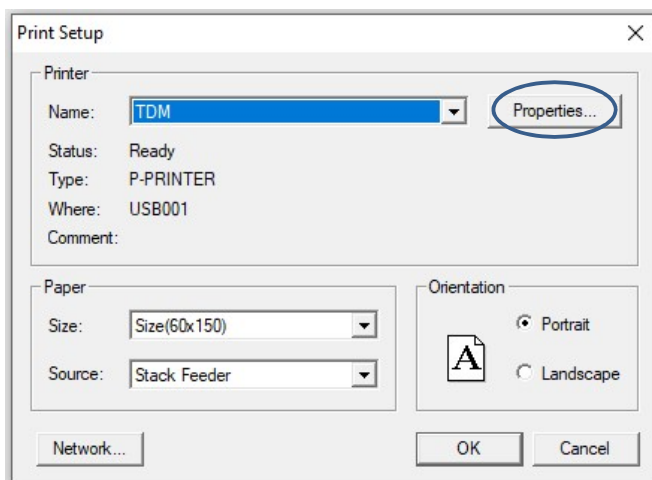 Print Setup
Printer
Name: TDM Properties...
Status: Ready
Type: P-PRINTER
Where: USB001
Comment:
Paper
Size: Size(60x150)
Source: Stack Feeder
Orientation
A
Portrait
Landscape
Network... OK Cancel